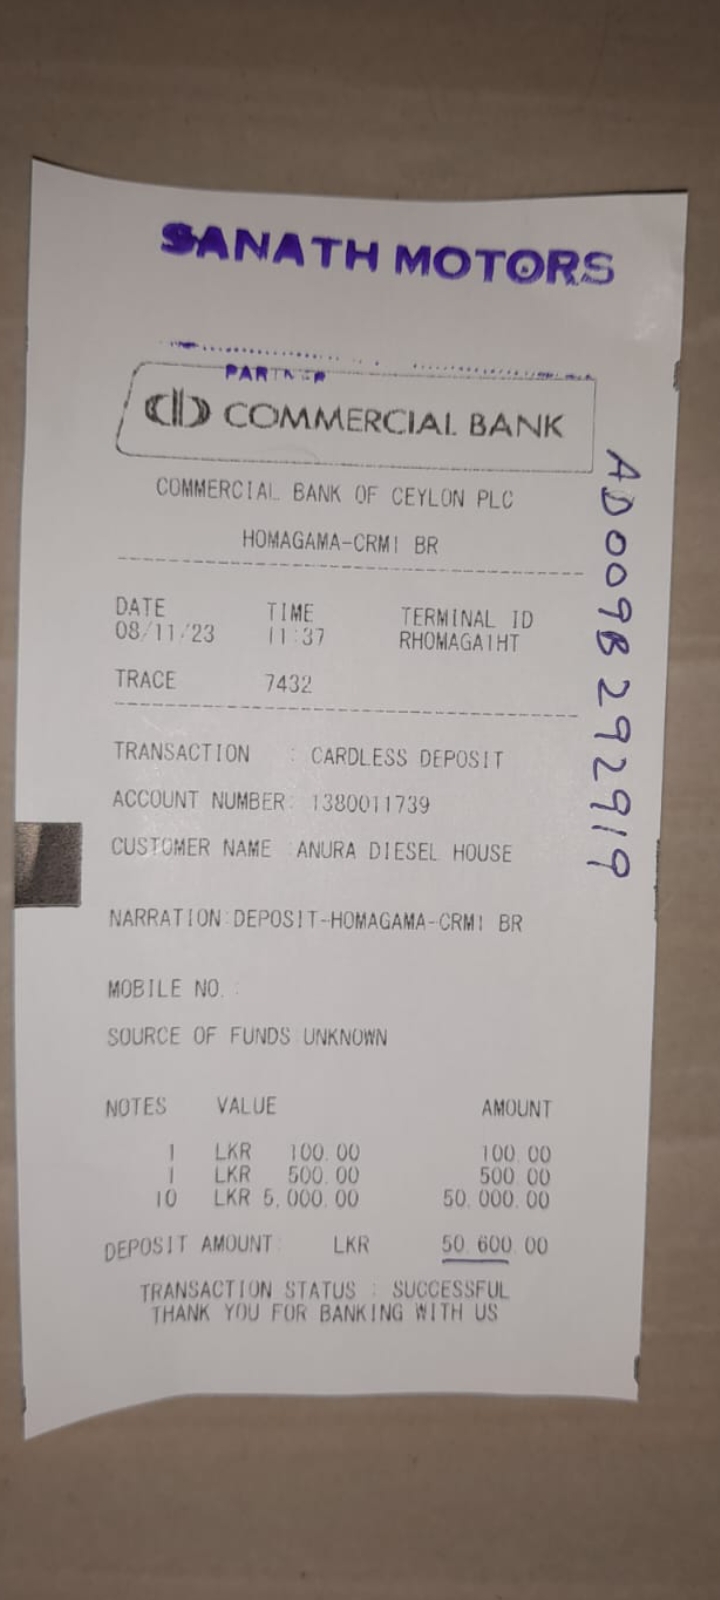 SANATH MOTORS
PARTNER
COMMERCIAL BANK
COMMERCIAL BANK OF CEYLON PLC
HOMAGAMA-CRM1 BR
DATE TIME TERMINAL ID
08/11/23 11:37 RHOMAGA1HT
TRACE 7432
TRANSACTION : CARDLESS DEPOSIT
ACCOUNT NUMBER: 1380011739
CUSTOMER NAME :ANURA DIESEL HOUSE
NARRATION:DEPOSIT-HOMAGAMA-CRM1 BR
MOBILE NO. :
SOURCE OF FUNDS:UNKNOWN
NOTES VALUE AMOUNT
1 LKR 100.00 100.00
1 LKR 500.00 500.00
10 LKR 5,000.00 50,000.00
DEPOSIT AMOUNT: LKR 50,600.00
TRANSACTION STATUS : SUCCESSFUL
THANK YOU FOR BANKING WITH US
AD009B292919